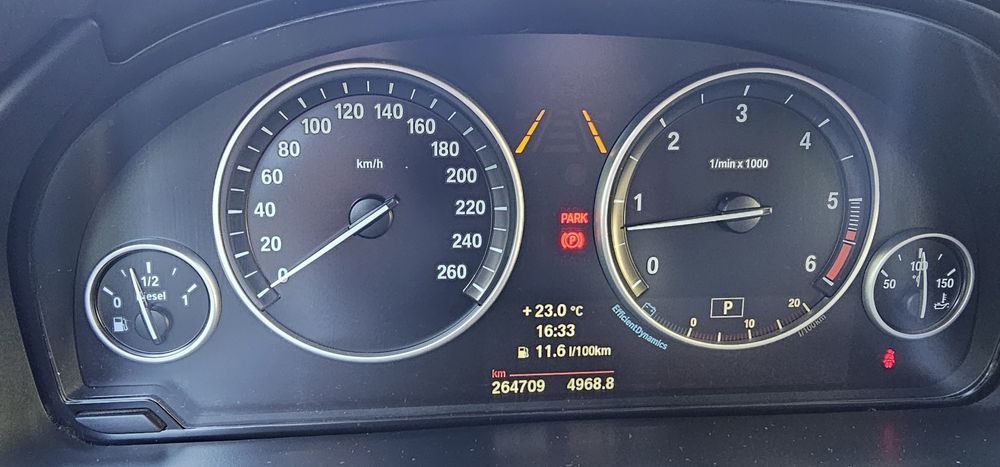 0
20
40
60
80
100
120
140
160
180
200
220
240
260
km/h
0
1/2
1
Diesel
PARK
P
+ 23.0 °C
16:33
11.6 l/100km
km
264709 4968.8
0
1
2
3
4
5
6
1/min x 1000
P
0
10
20
l/100km
EfficientDynamics
50
100
150
°C